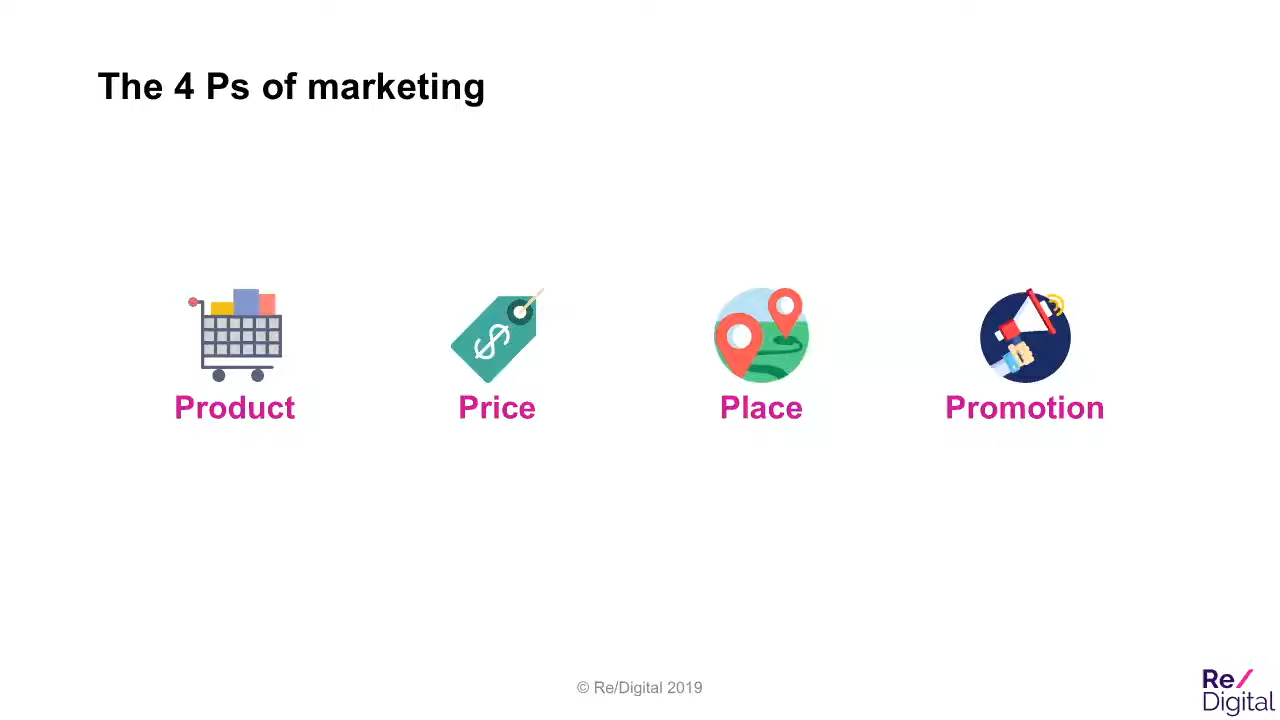 The 4 Ps of marketing
$
Product
Price
Place
Promotion
© Re/Digital 2019
Re/
Digital